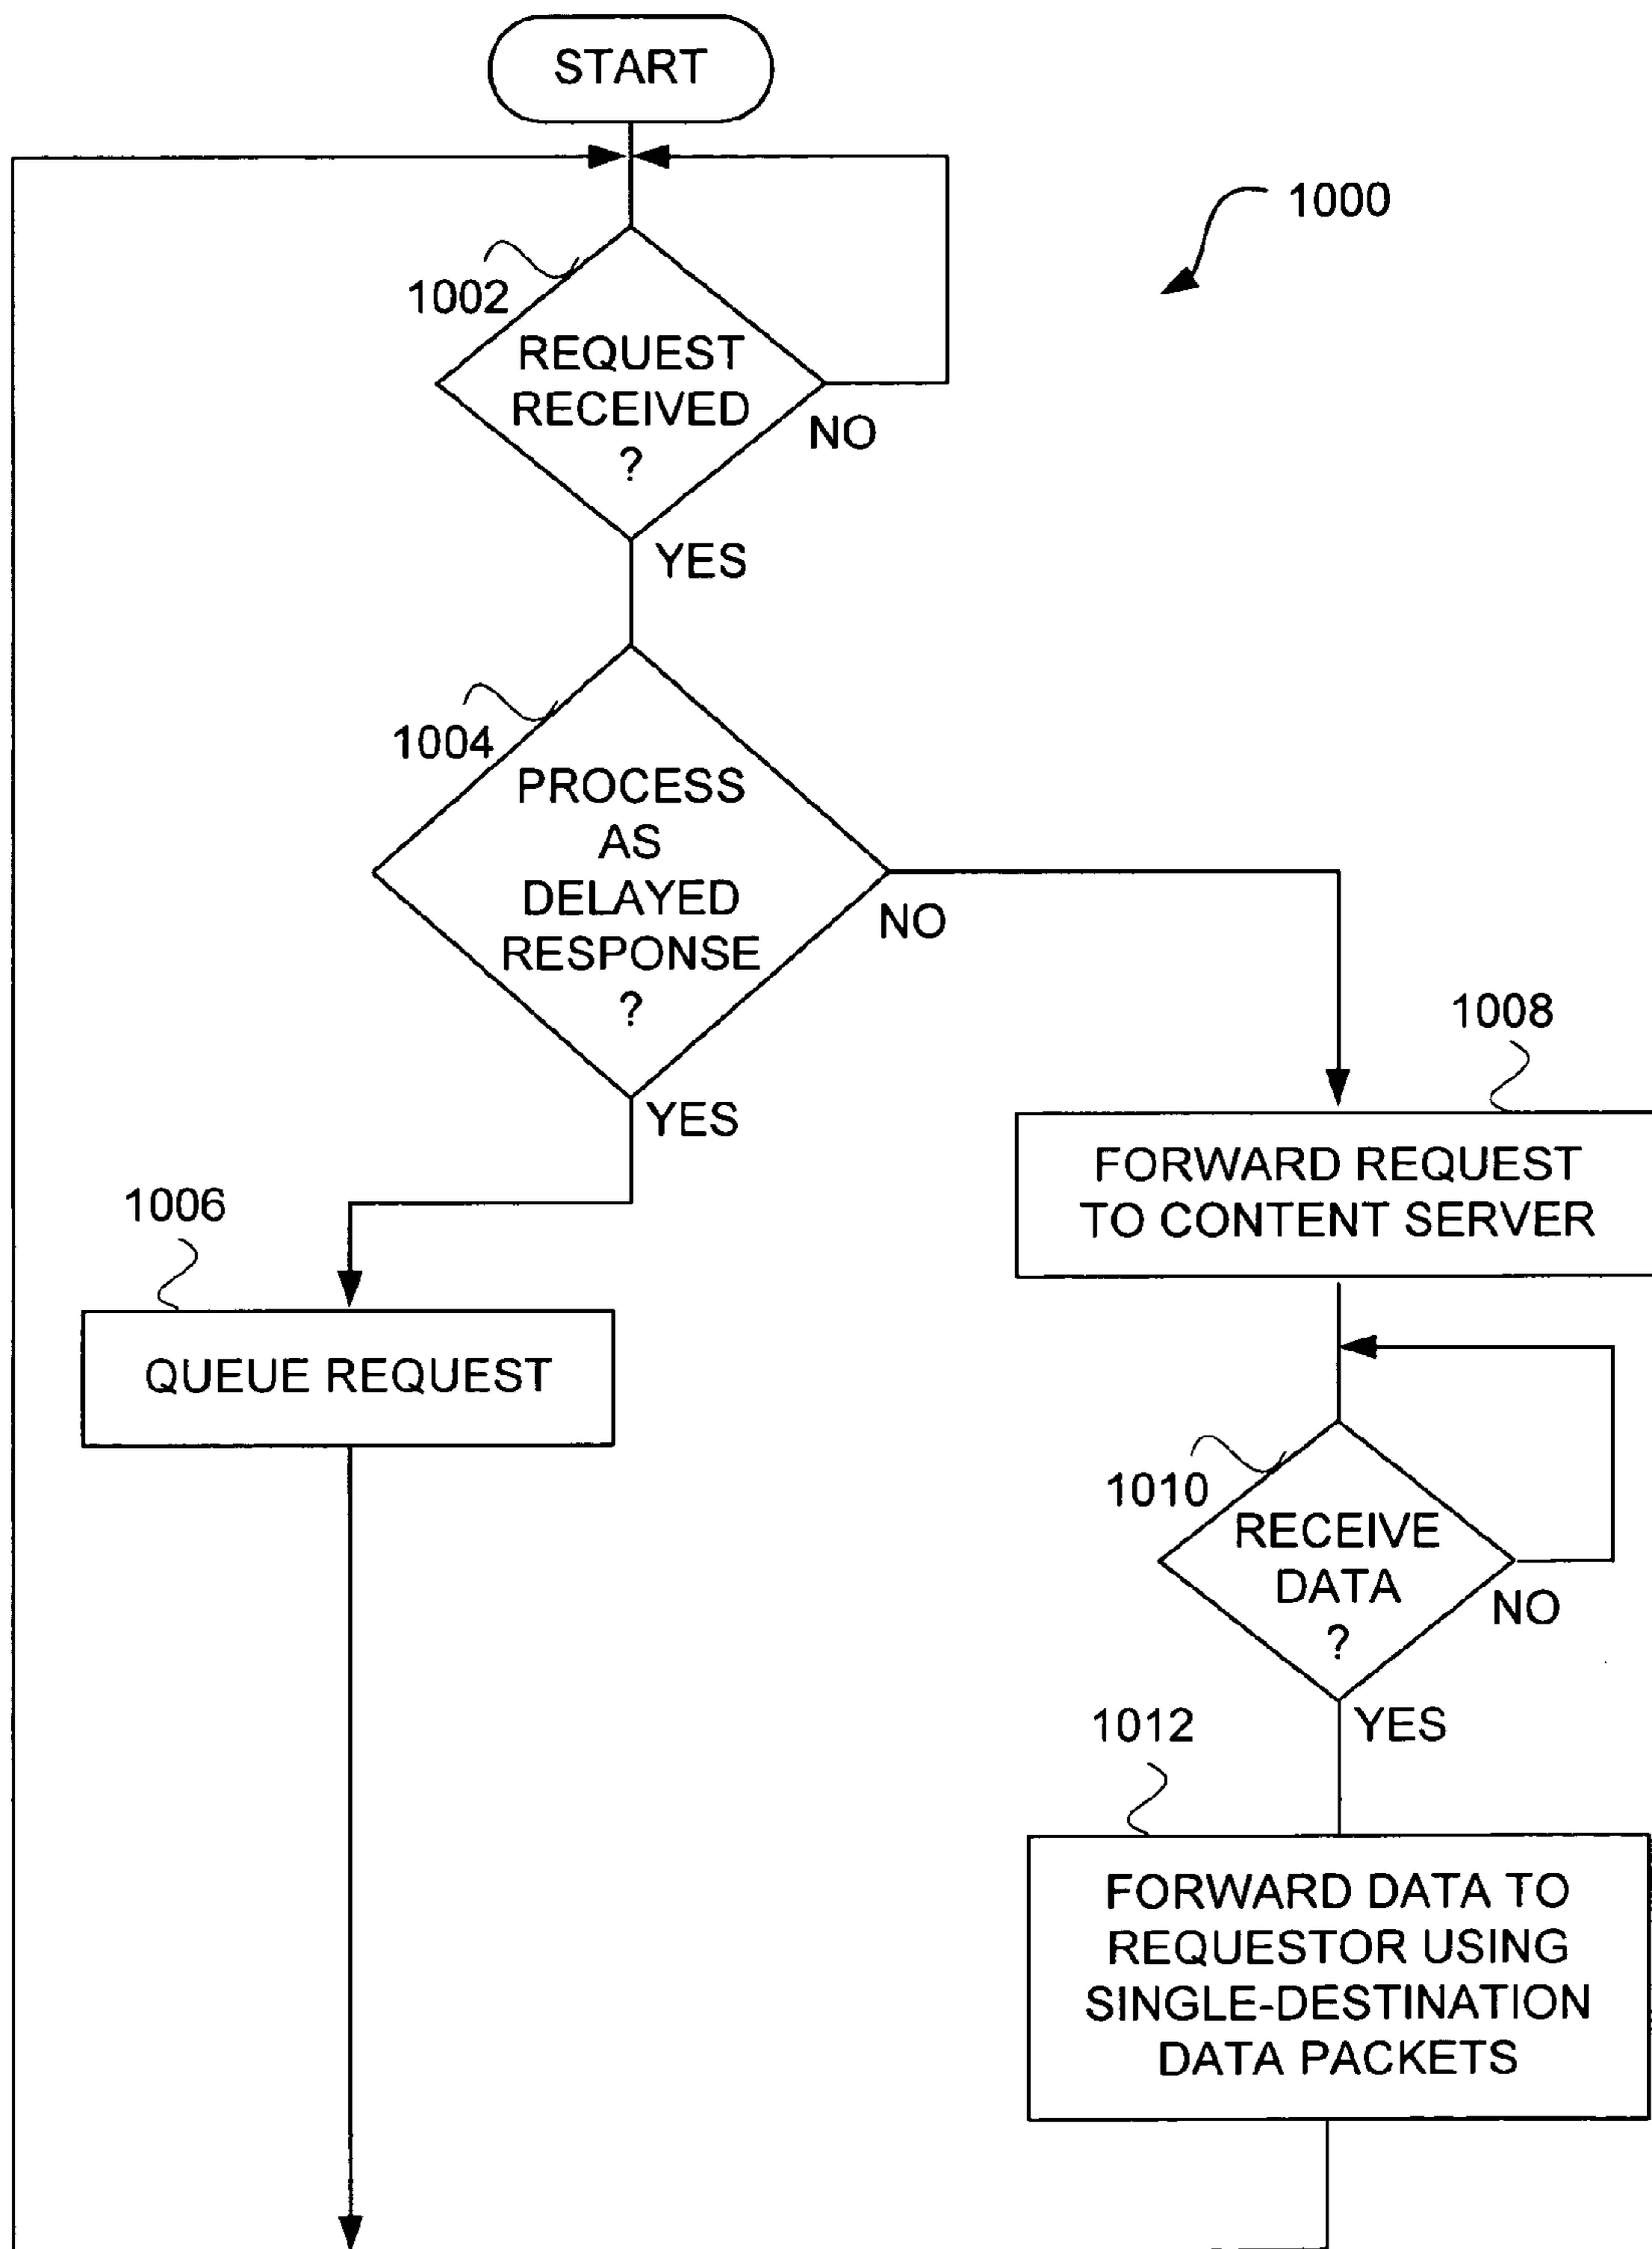 START
1000
1002
REQUEST
RECEIVED
?
NO
YES
1004
PROCESS
AS
DELAYED
RESPONSE
?
NO
YES
1008
FORWARD REQUEST
TO CONTENT SERVER
1006
QUEUE REQUEST
1010
RECEIVE
DATA
?
NO
YES
1012
FORWARD DATA TO
REQUESTOR USING
SINGLE-DESTINATION
DATA PACKETS